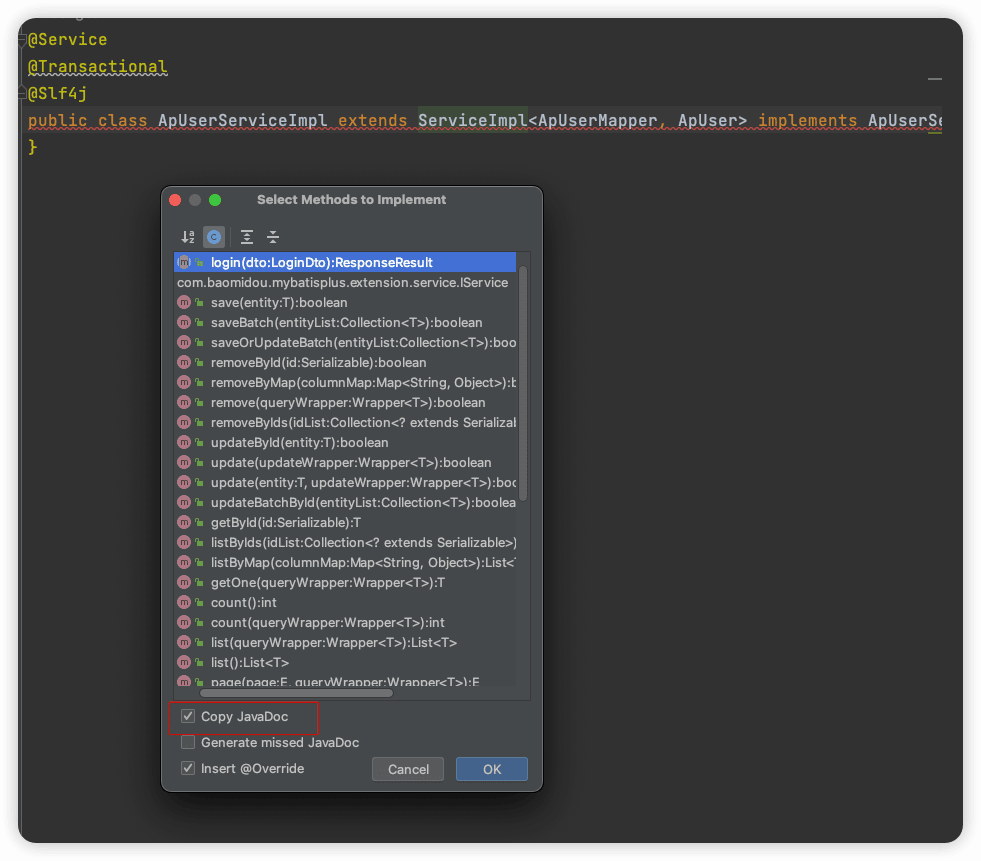 @Service
@Transactional
@Slf4j
public class ApUserServiceImpl extends ServiceImpl<ApUserMapper, ApUser> implements ApUserSe
}
Select Methods to Implement
login(dto:LoginDto):ResponseResult
com.baomidou.mybatisplus.extension.service.IService
save(entity:T):boolean
saveBatch(entityList:Collection<T>):boolean
saveOrUpdateBatch(entityList:Collection<T>):boo
removeById(id:Serializable):boolean
removeByMap(columnMap:Map<String, Object>):b
remove(queryWrapper:Wrapper<T>):boolean
removeByIds(idList:Collection<? extends Serializab
updateById(entity:T):boolean
update(updateWrapper:Wrapper<T>):boolean
update(entity:T, updateWrapper:Wrapper<T>):boo
updateBatchById(entityList:Collection<T>):boolea
getById(id:Serializable):T
listByIds(idList:Collection<? extends Serializable>)
listByMap(columnMap:Map<String, Object>):List<
getOne(queryWrapper:Wrapper<T>):T
count():int
count(queryWrapper:Wrapper<T>):int
list(queryWrapper:Wrapper<T>):List<T>
list():List<T>
page(page:E, queryWrapper:Wrapper<T>):E
Copy JavaDoc
Generate missed JavaDoc
Insert @Override
Cancel
OK